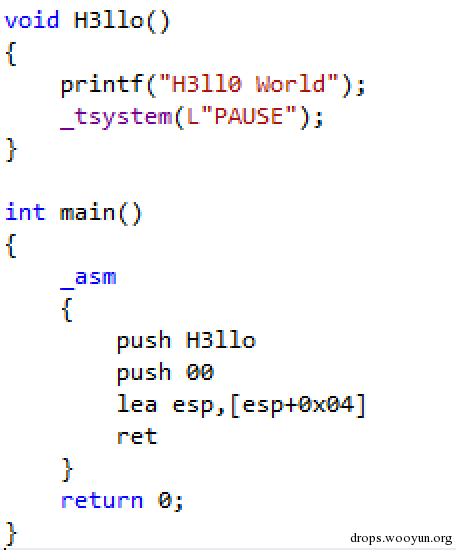 void H3llo()
{
    printf("H3ll0 World");
    _tsystem(L"PAUSE");
}

int main()
{
    _asm
    {
        push H3llo
        push 00
        lea esp,[esp+0x04]
        ret
    }
    return 0;
}
drops.wooyun.org